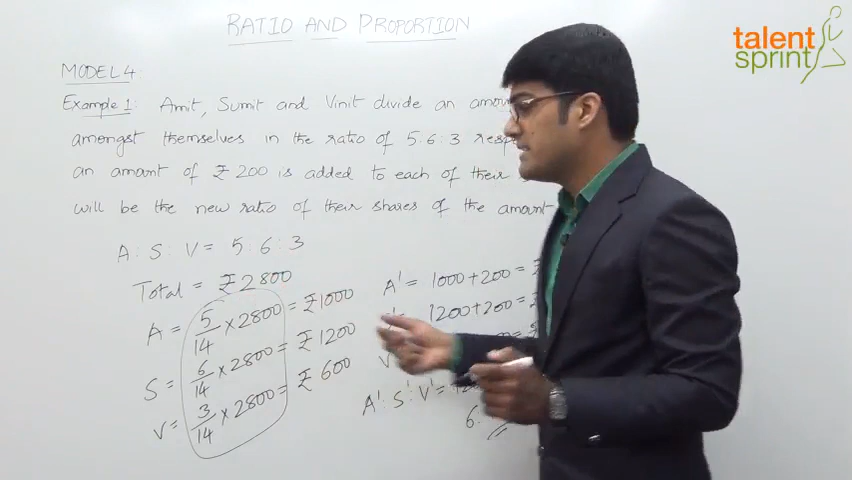 RATIO AND PROPORTION
talent
sprint
MODEL 4
Example 1: Amit, Sumit and Vinit divide an
amongst themselves in the ratio of 5:6:3
an amount of ₹ 200 is added to each of their
will be the new ratio of their shares of the amount
A : S : V = 5 : 6 : 3
Total = ₹ 2800
A = 5/14 × 2800 = ₹ 1000
S = 6/14 × 2800 = ₹ 1200
V = 3/14 × 2800 = ₹ 600
A' = 1000 + 200 =
1200 + 200 =
A' : S' : V' =
6: